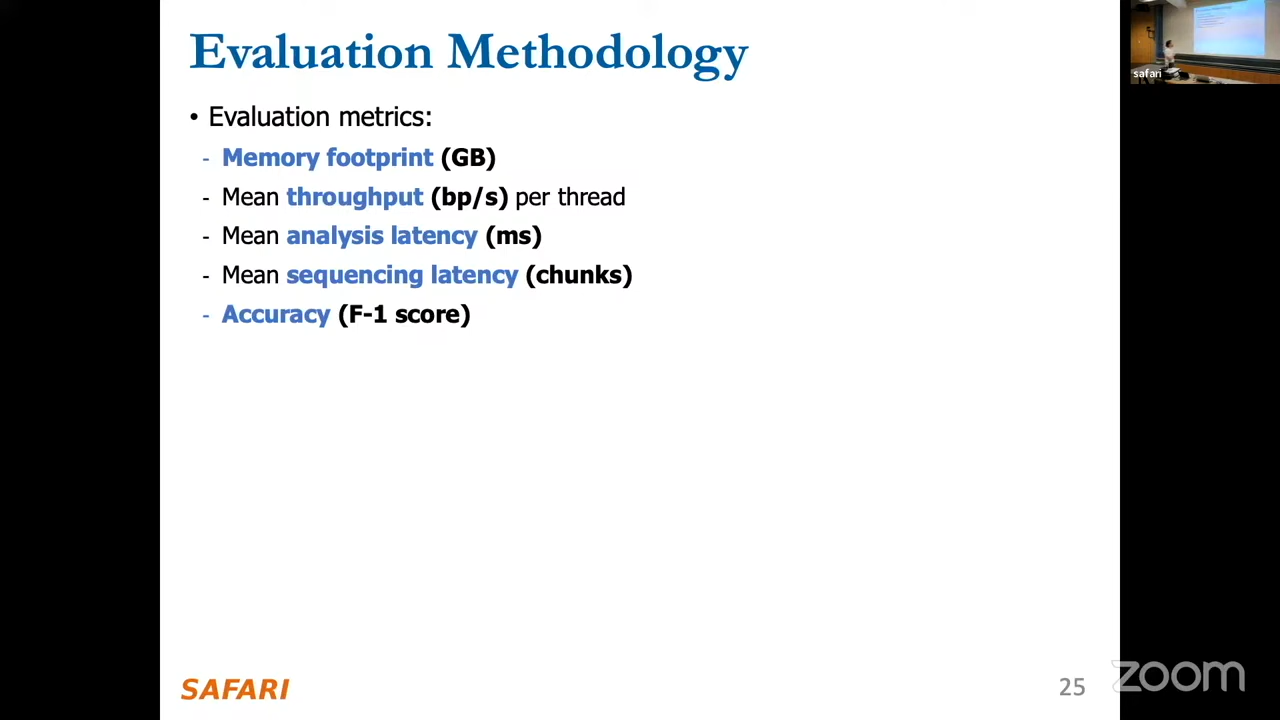 Evaluation Methodology
• Evaluation metrics:
- Memory footprint (GB)
- Mean throughput (bp/s) per thread
- Mean analysis latency (ms)
- Mean sequencing latency (chunks)
- Accuracy (F-1 score)
SAFARI
25
zoom
safari